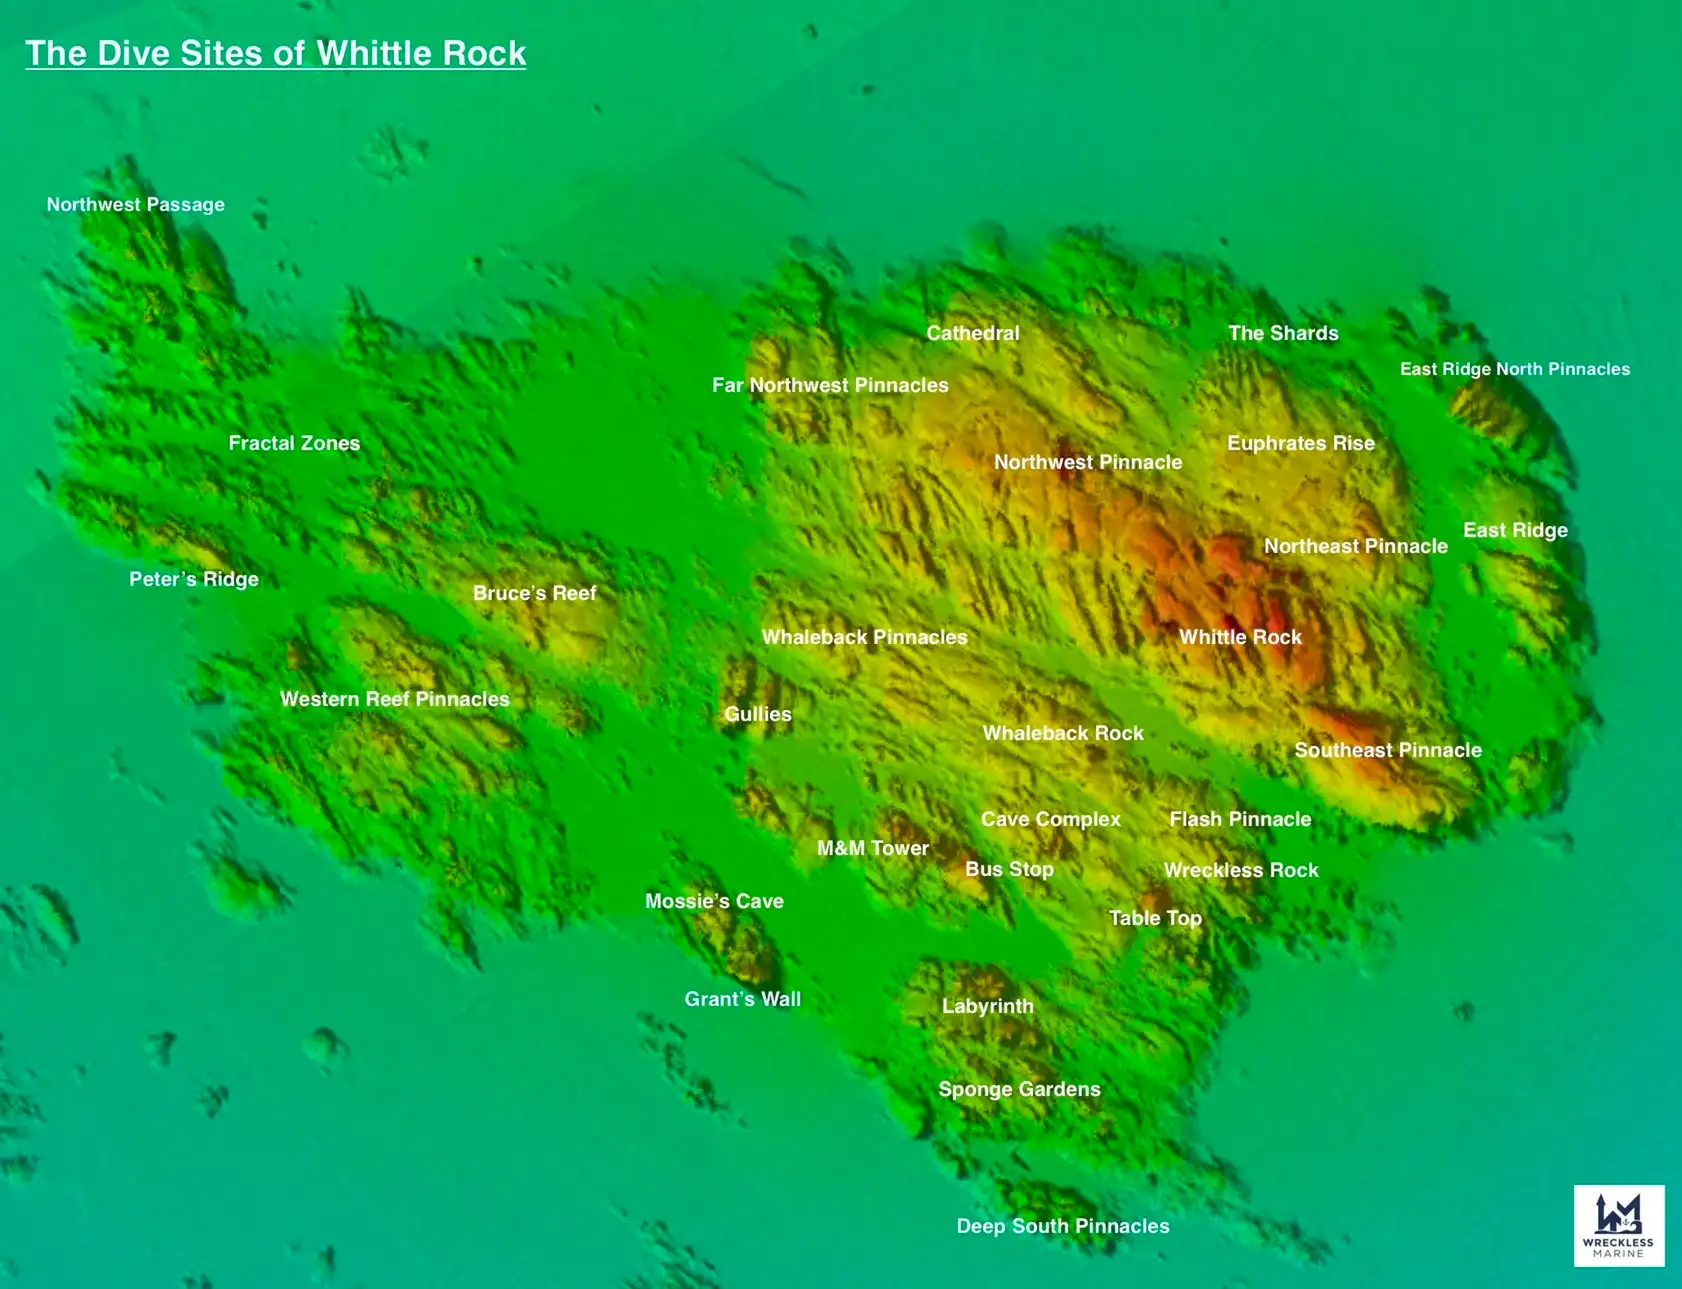 The Dive Sites of Whittle Rock
Northwest Passage
Cathedral
The Shards
East Ridge North Pinnacles
Far Northwest Pinnacles
Fractal Zones
Euphrates Rise
Northwest Pinnacle
East Ridge
Northeast Pinnacle
Peter's Ridge
Bruce's Reef
Whaleback Pinnacles
Whittle Rock
Western Reef Pinnacles
Gullies
Whaleback Rock
Southeast Pinnacle
Cave Complex
Flash Pinnacle
M&M Tower
Bus Stop
Wreckless Rock
Mossie's Cave
Table Top
Grant's Wall
Labyrinth
Sponge Gardens
Deep South Pinnacles
WRECKLESS
MARINE